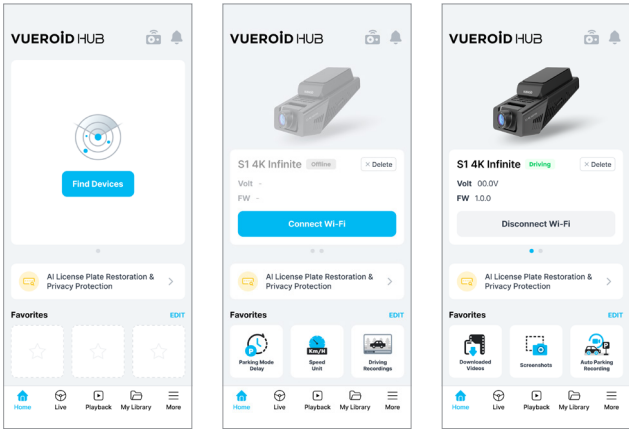 VUEROiD HUB
Find Devices
AI License Plate Restoration &
Privacy Protection
Favorites
EDIT
Home
Live
Playback
My Library
More
VUEROiD HUB
S1 4K Infinite
Offline
× Delete
Volt -
FW -
Connect Wi-Fi
AI License Plate Restoration &
Privacy Protection
Favorites
EDIT
P
Parking Mode
Delay
Km/H
Speed
Unit
Driving
Recordings
Home
Live
Playback
My Library
More
VUEROiD HUB
S1 4K Infinite
Driving
× Delete
Volt 00.0V
FW 1.0.0
Disconnect Wi-Fi
AI License Plate Restoration &
Privacy Protection
Favorites
EDIT
Downloaded
Videos
Screenshots
P
Auto Parking
Recording
Home
Live
Playback
My Library
More